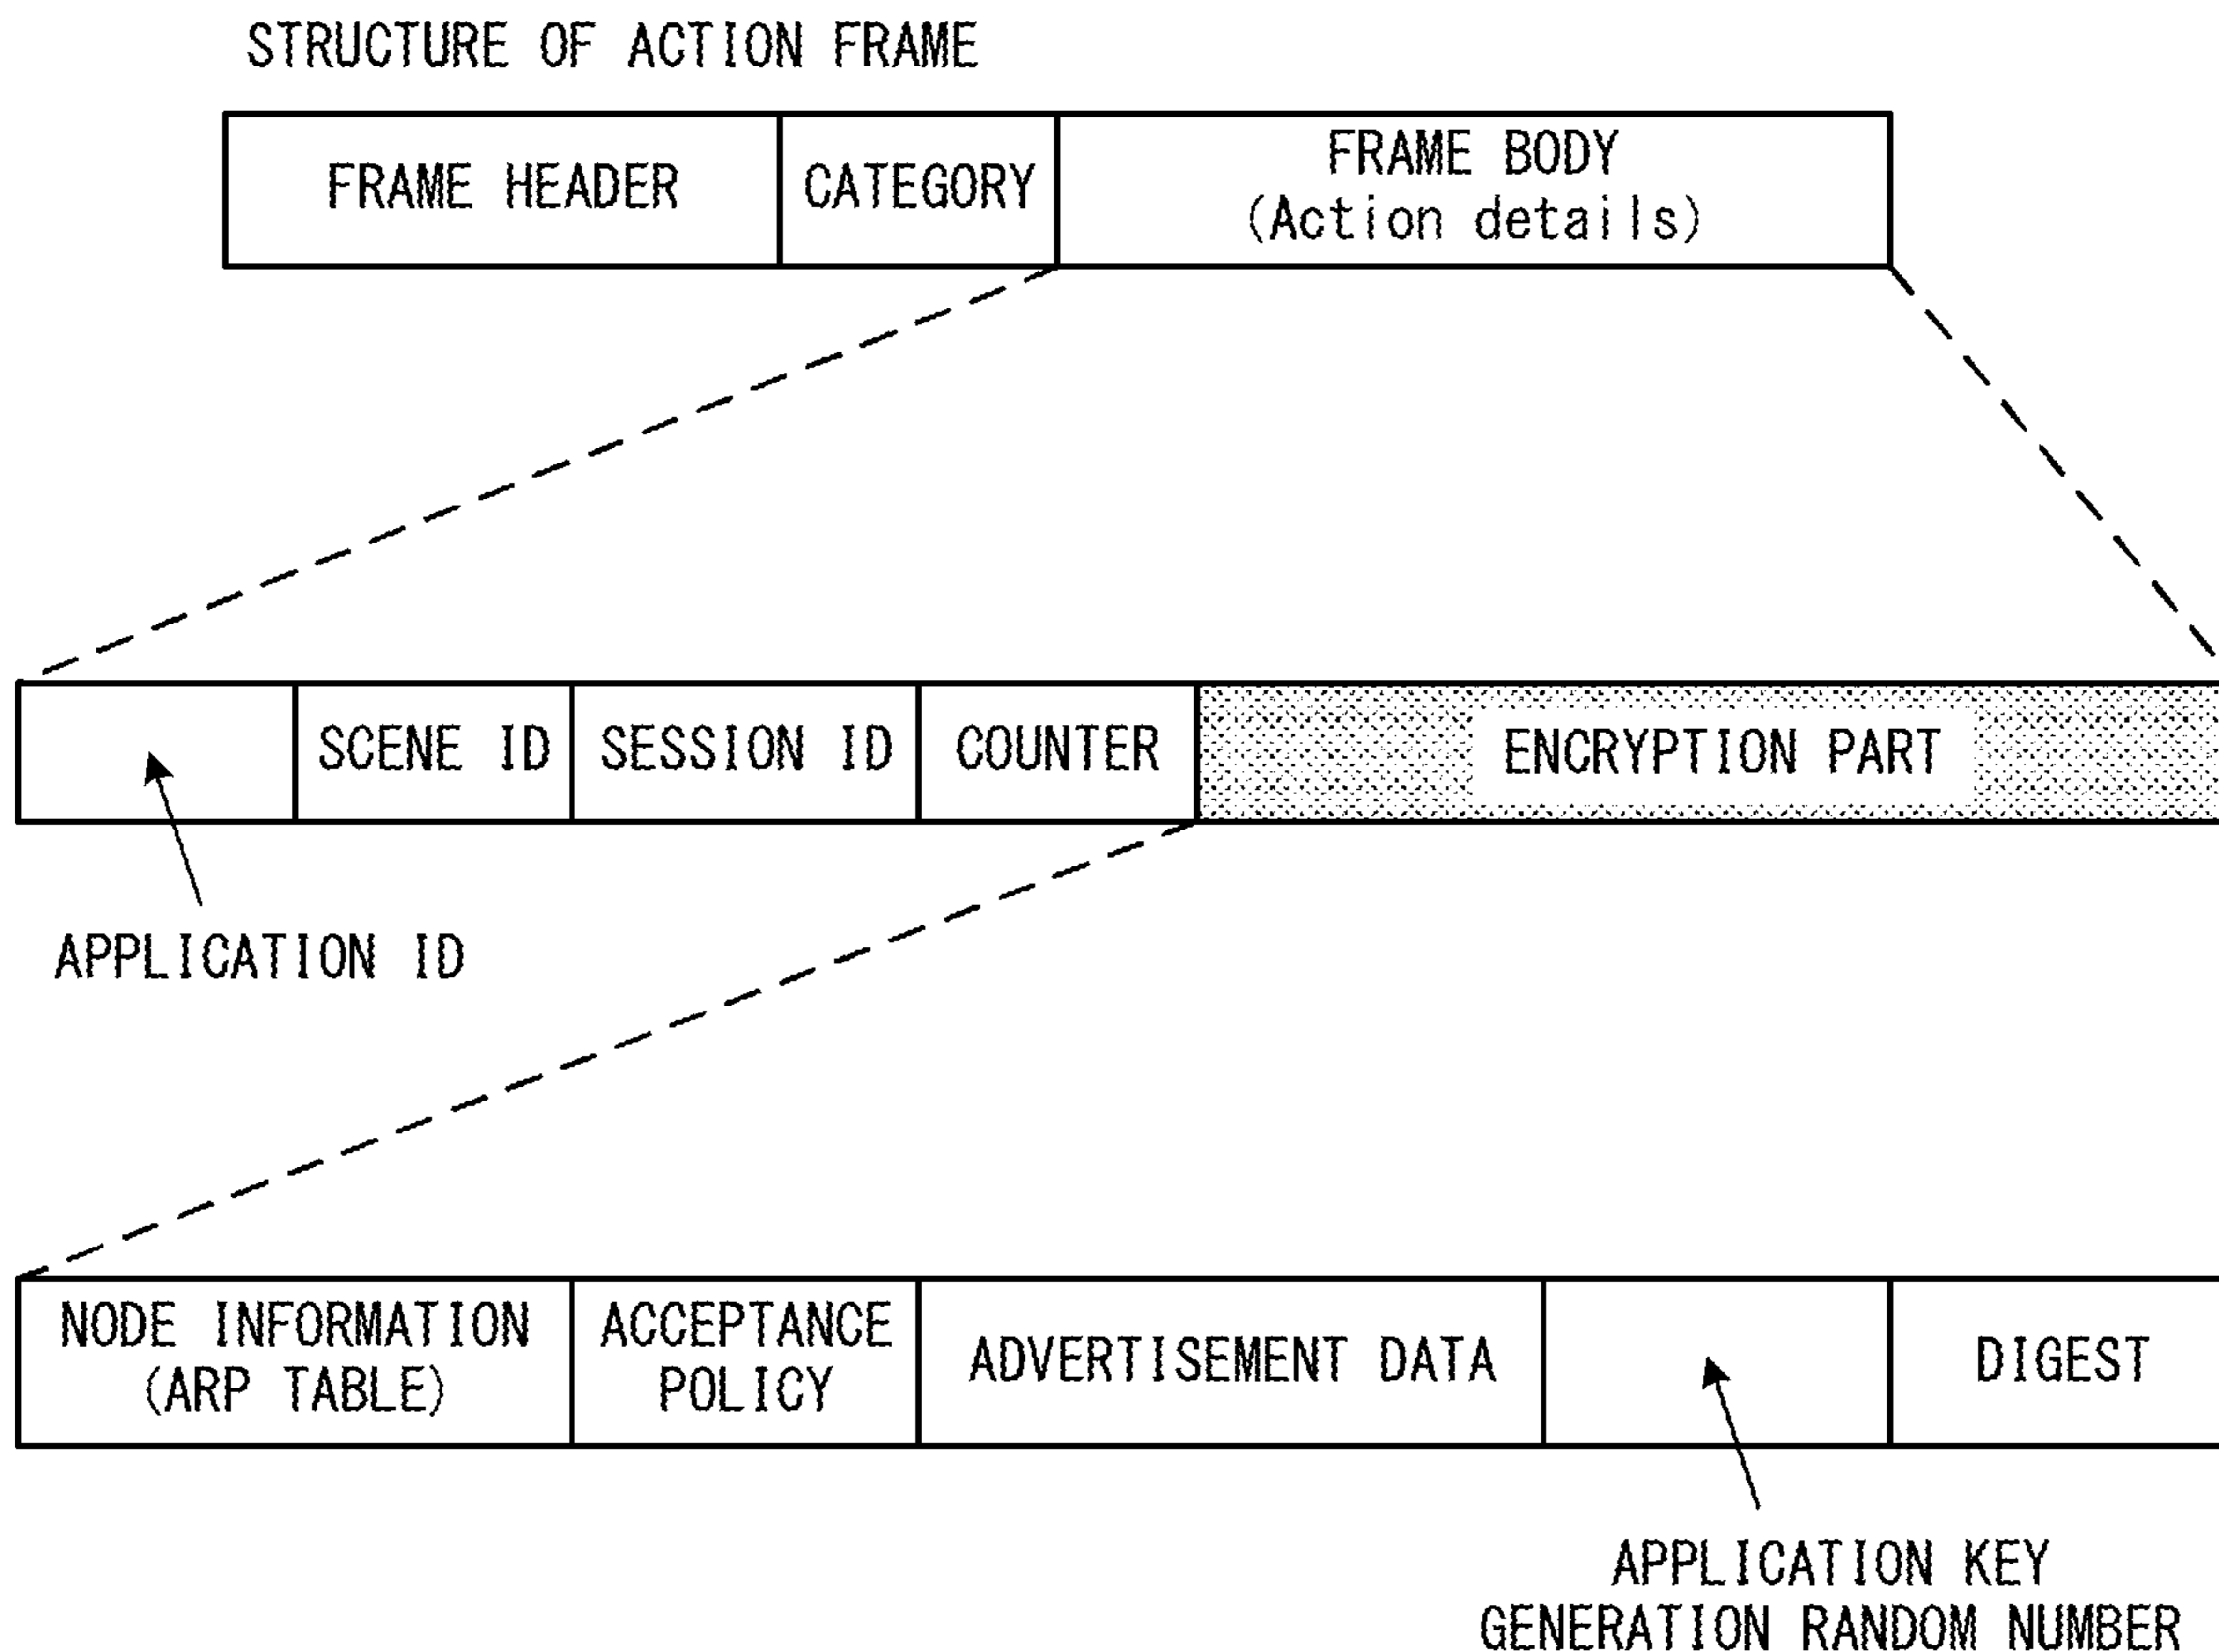 STRUCTURE OF ACTION FRAME
FRAME HEADER
CATEGORY
FRAME BODY
(Action details)
SCENE ID
SESSION ID
COUNTER
ENCRYPTION PART
APPLICATION ID
NODE INFORMATION
(ARP TABLE)
ACCEPTANCE
POLICY
ADVERTISEMENT DATA
DIGEST
APPLICATION KEY
GENERATION RANDOM NUMBER